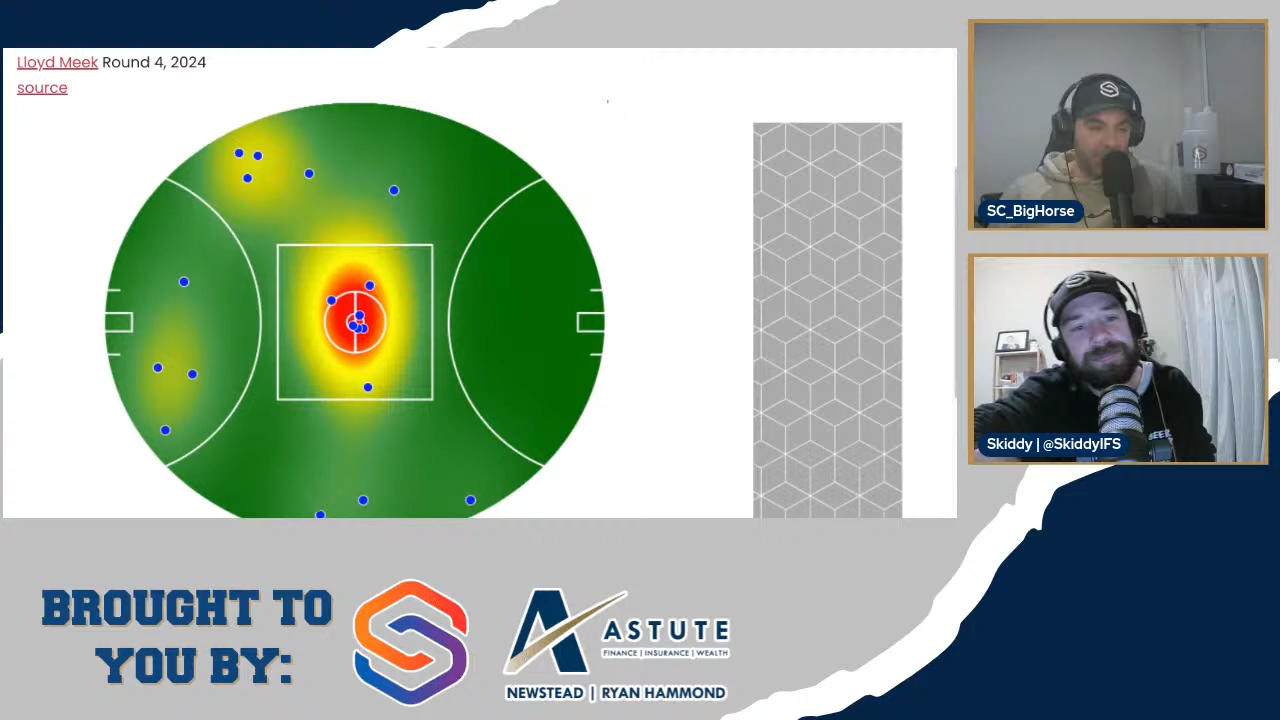 Lloyd Meek Round 4, 2024
source
SC_BigHorse
Skiddy | @SkiddyIFS
BROUGHT TO
YOU BY:
ASTUTE
FINANCE | INSURANCE | WEALTH
NEWSTEAD | RYAN HAMMOND